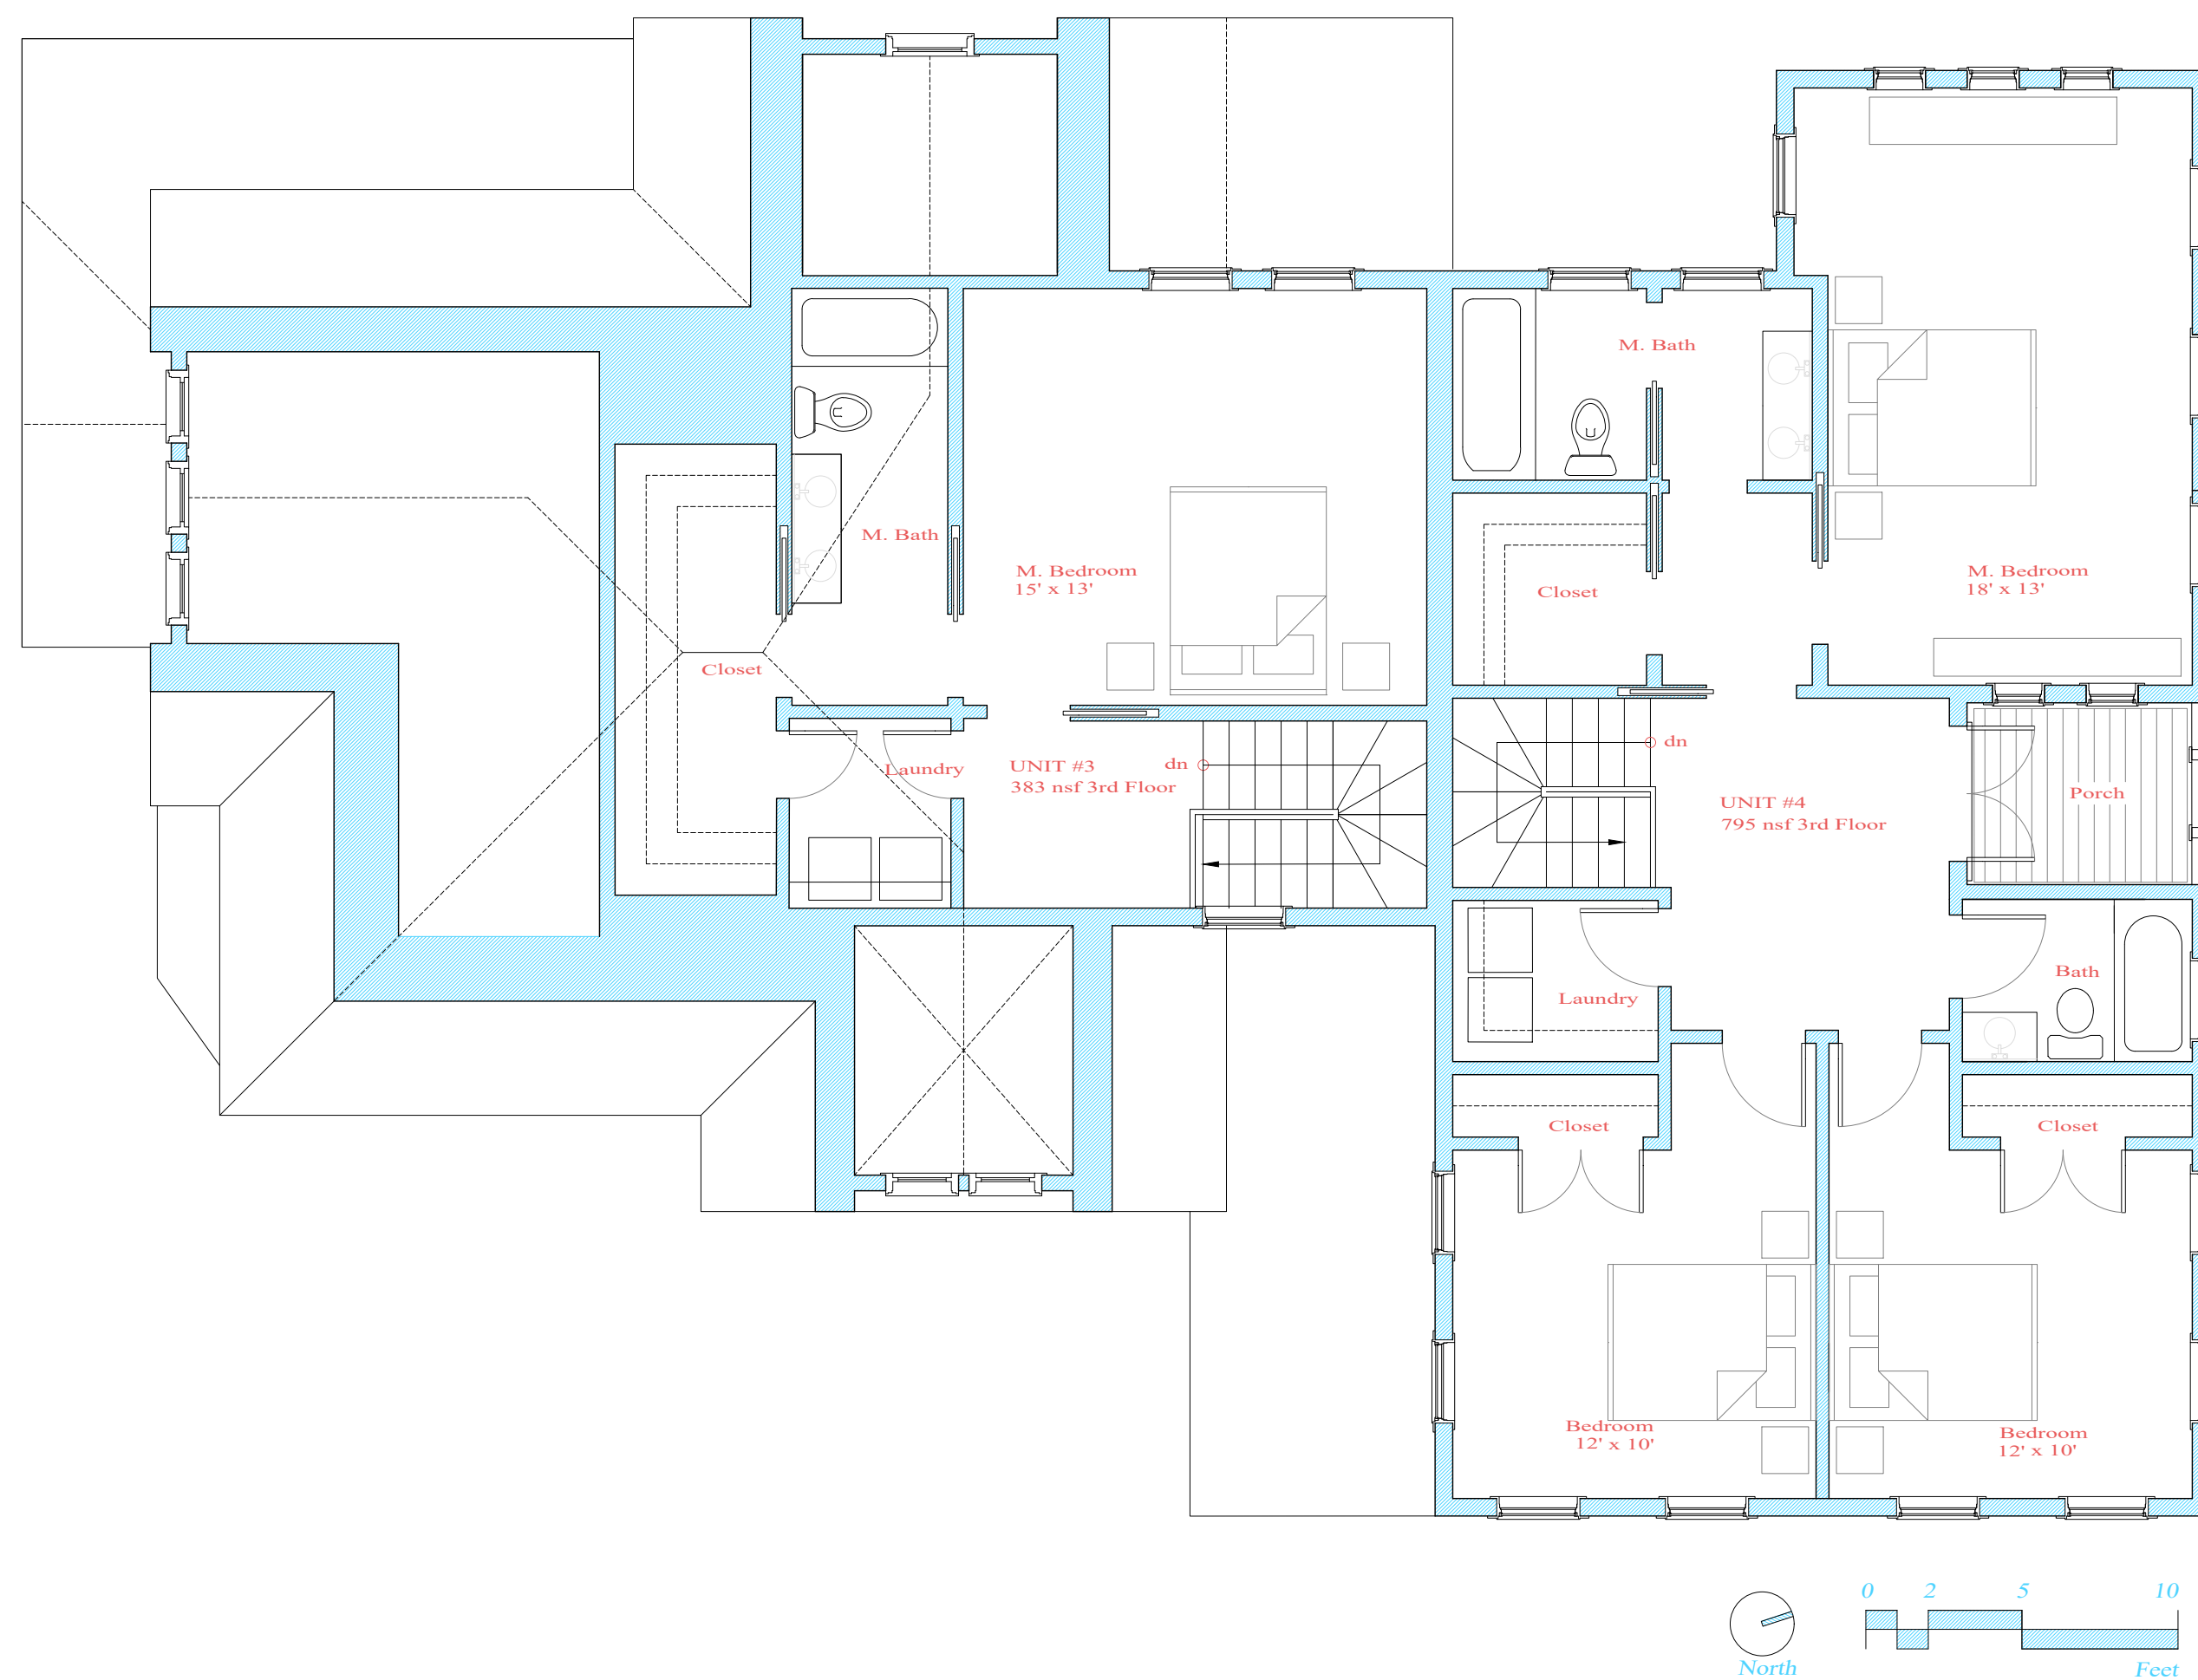 M. Bath
M. Bath
M. Bedroom
15' x 13'
M. Bedroom
18' x 13'
Closet
Closet
dn
Laundry
UNIT #3
383 nsf 3rd Floor
dn
UNIT #4
795 nsf 3rd Floor
Porch
Bath
Laundry
Closet
Closet
Bedroom
12' x 10'
Bedroom
12' x 10'
0 2 5 10
North
Feet